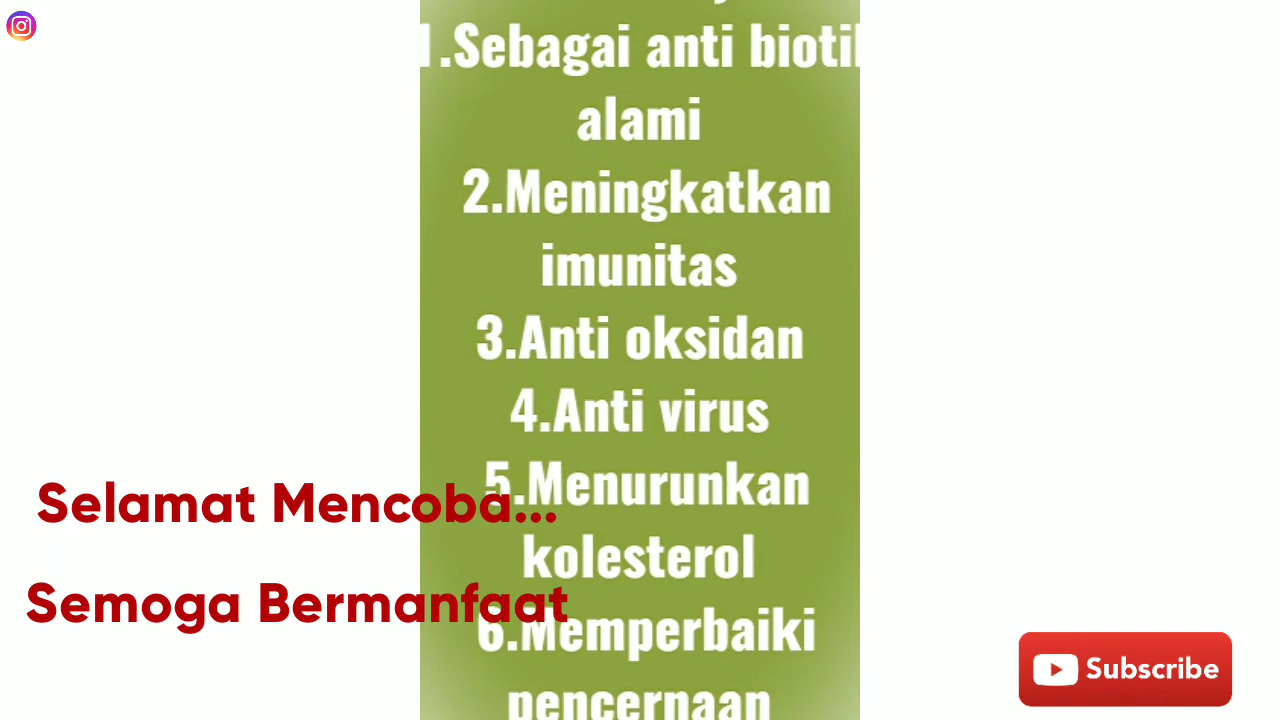 1.Sebagai anti
alami
2.Meningkatkan
imunitas
3.Anti oksidan
4.Anti virus
5.Menurunkan
kolesterol
6.Memperbaiki
pencernaan
Selamat Mencoba...
Semoga Bermanfaat
Subscribe